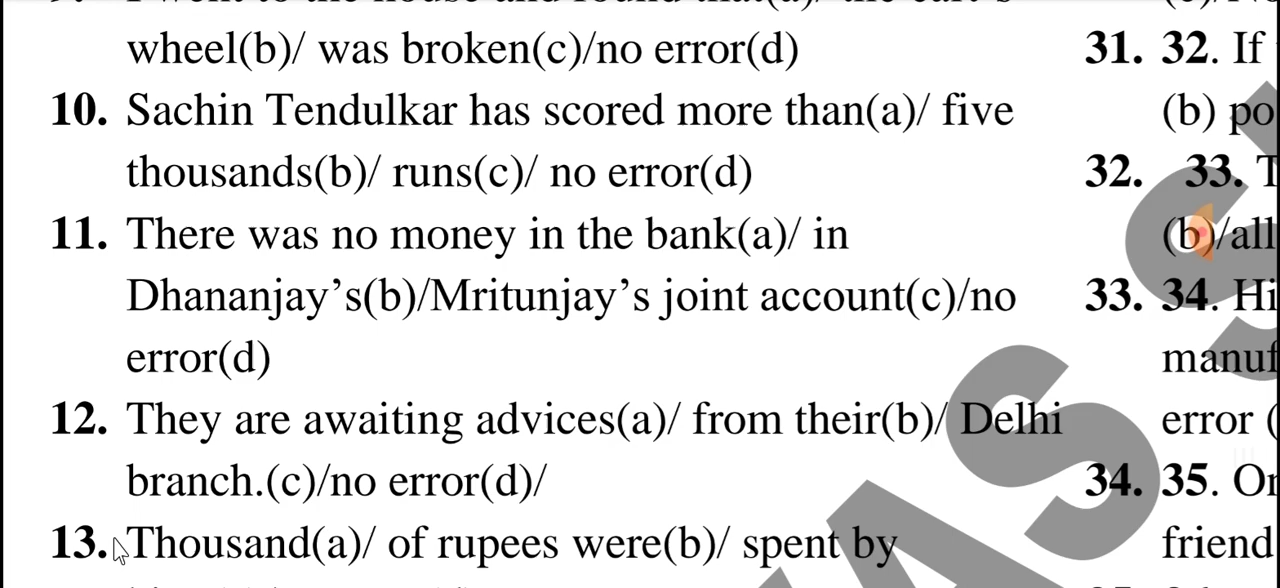 wheel(b)/ was broken(c)/no error(d)
10. Sachin Tendulkar has scored more than(a)/ five
thousands(b)/ runs(c)/ no error(d)
11. There was no money in the bank(a)/ in
Dhananjay’s(b)/Mritunjay’s joint account(c)/no
error(d)
12. They are awaiting advices(a)/ from their(b)/ Delhi
branch.(c)/no error(d)/
13. Thousand(a)/ of rupees were(b)/ spent by
31. 32. If
(b) po
32. 33. T
(b)/all
33. 34. Hi
manuf
error (
34. 35. Or
friend
AS S